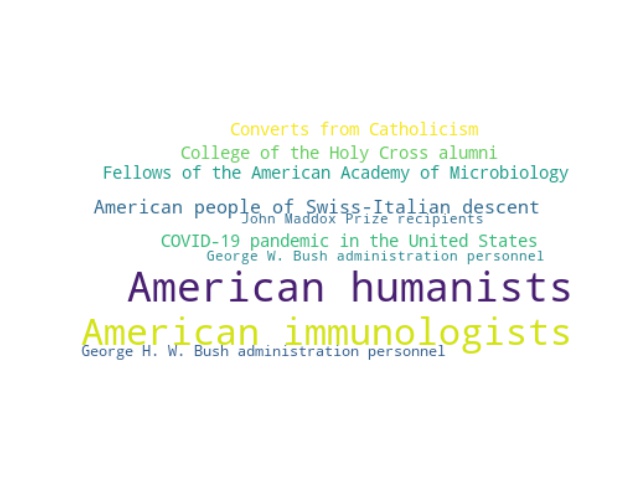 Converts from Catholicism
College of the Holy Cross alumni
Fellows of the American Academy of Microbiology
American people of Swiss-Italian descent
John Maddox Prize recipients
COVID-19 pandemic in the United States
George W. Bush administration personnel
American humanists
American immunologists
George H. W. Bush administration personnel